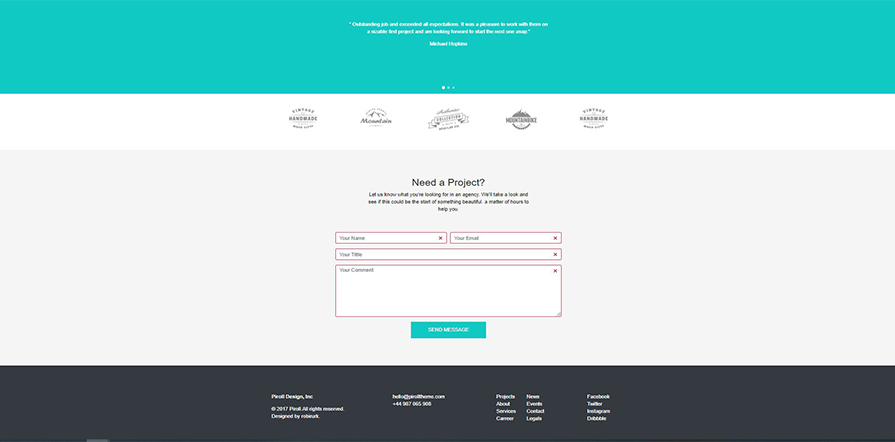 " Outstanding job and exceeded all expectations. It was a pleasure to work with them on
a sizable first project and are looking forward to start the next one asap."
Michael Hopkins
VINTAGE
HANDMADE
Mountain
Authentic
COLLECTION
MOUNTAINBIKE
VINTAGE
HANDMADE
Need a Project?
Let us know what you're looking for in an agency. We'll take a look and
see if this could be the start of something beautiful. a matter of hours to
help you
Your Name
Your Email
Your Tittle
Your Comment
SEND MESSAGE
Piroll Design, Inc
© 2017 Piroll.All rights reserved.
Designed by robirurk.
hello@pirolltheme.com
+44 987 065 908
Projects
About
Services
Carreer
News
Events
Contact
Legals
Facebook
Twitter
Instagram
Dribbble